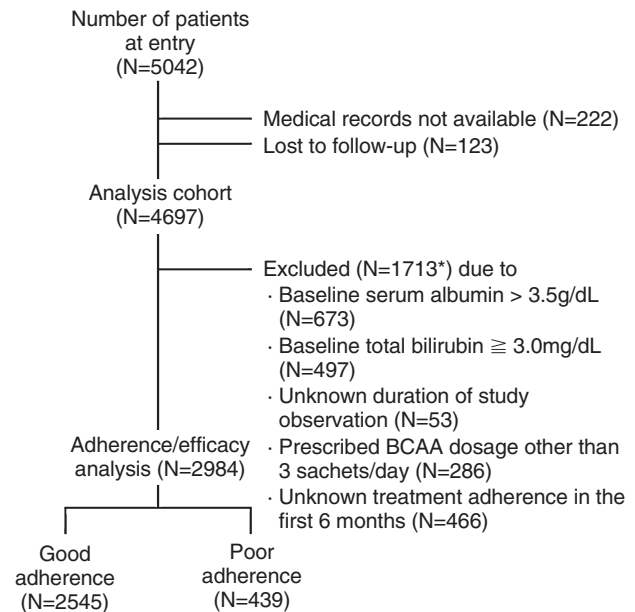 Number of patients
at entry
(N=5042)
Medical records not available (N=222)
Lost to follow-up (N=123)
Analysis cohort
(N=4697)
Excluded (N=1713*) due to
· Baseline serum albumin > 3.5g/dL
(N=673)
· Baseline total bilirubin ≧ 3.0mg/dL
(N=497)
· Unknown duration of study
observation (N=53)
· Prescribed BCAA dosage other than
3 sachets/day (N=286)
· Unknown treatment adherence in the
first 6 months (N=466)
Adherence/efficacy
analysis (N=2984)
Good
adherence
(N=2545)
Poor
adherence
(N=439)